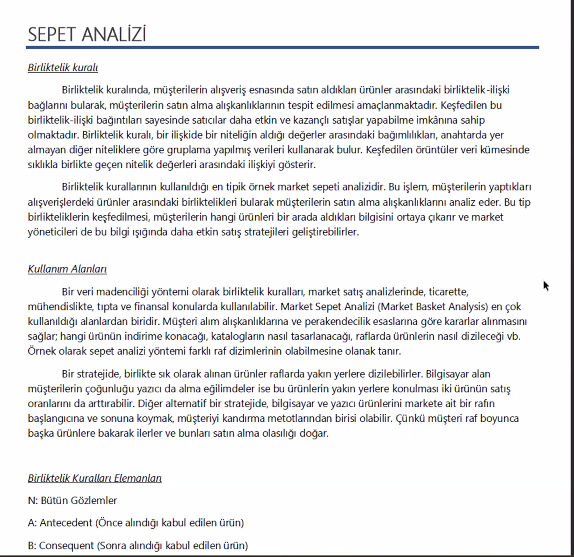 SEPET ANALİZİ
Birliktelik kuralı
Birliktelik kuralında, müşterilerin alışveriş esnasında satın aldıkları ürünler arasındaki birliktelik-ilişki
bağlarını bularak, müşterilerin satın alma alışkanlıklarının tespit edilmesi amaçlanmaktadır. Keşfedilen bu
birliktelik-ilişki bağıntıları sayesinde satıcılar daha etkin ve kazançlı satışlar yapabilme imkânına sahip
olmaktadır. Birliktelik kuralı, bir ilişkide bir niteliğin aldığı değerler arasındaki bağımlılıkları, anahtarda yer
almayan diğer niteliklere göre gruplama yapılmış verileri kullanarak bulur. Keşfedilen örüntüler veri kümesinde
sıklıkla birlikte geçen nitelik değerleri arasındaki ilişkiyi gösterir.
Birliktelik kurallarının kullanıldığı en tipik örnek market sepeti analizidir. Bu işlem, müşterilerin yaptıkları
alışverişlerdeki ürünler arasındaki birliktelikleri bularak müşterilerin satın alma alışkanlıklarını analiz eder. Bu tip
birlikteliklerin keşfedilmesi, müşterilerin hangi ürünleri bir arada aldıkları bilgisini ortaya çıkarır ve market
yöneticileri de bu bilgi ışığında daha etkin satış stratejileri geliştirebilirler.
Kullanım Alanları
Bir veri madenciliği yöntemi olarak birliktelik kuralları, market satış analizlerinde, ticarette,
mühendislikte, tıpta ve finansal konularda kullanılabilir. Market Sepet Analizi (Market Basket Analysis) en çok
kullanıldığı alanlardan biridir. Müşteri alım alışkanlıklarına ve perakendecilik esaslarına göre kararlar alınmasını
sağlar; hangi ürünün indirime konacağı, katalogların nasıl tasarlanacağı, raflarda ürünlerin nasıl dizileceği vb.
Örnek olarak sepet analizi yöntemi farklı raf dizimlerinin olabilmesine olanak tanır.
Bir stratejide, birlikte sık olarak alınan ürünler raflarda yakın yerlere dizilebilirler. Bilgisayar alan
müşterilerin çoğunluğu yazıcı da alma eğilimdeler ise bu ürünlerin yakın yerlere konulması iki ürünün satış
oranlarını da arttırabilir. Diğer alternatif bir stratejide, bilgisayar ve yazıcı ürünlerini markete ait bir rafın
başlangıcına ve sonuna koymak, müşteriyi kandırma metotlarından birisi olabilir. Çünkü müşteri raf boyunca
başka ürünlere bakarak ilerler ve bunları satın alma olasılığı doğar.
Birliktelik Kuralları Elemanları
N: Bütün Gözlemler
A: Antecedent (Önce alındığı kabul edilen ürün)
B: Consequent (Sonra alındığı kabul edilen ürün)